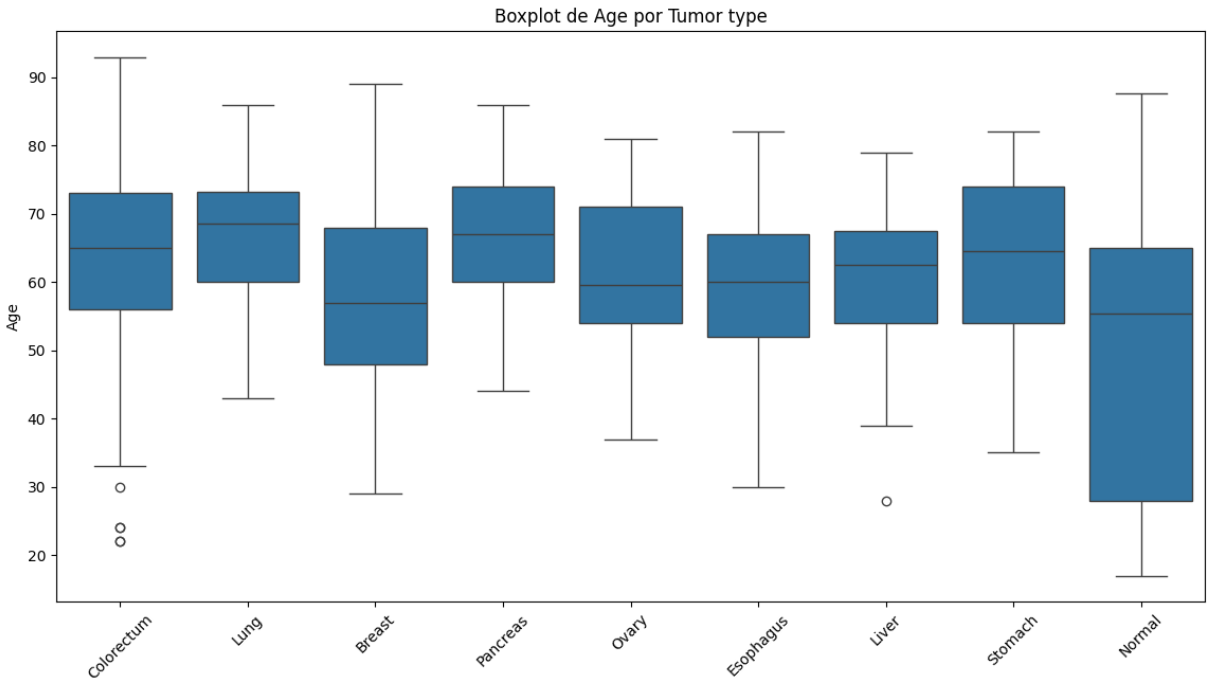 Boxplot de Age por Tumor type
Age
90
80
70
60
50
40
30
20
Colorectum
Lung
Breast
Pancreas
Ovary
Esophagus
Liver
Stomach
Normal